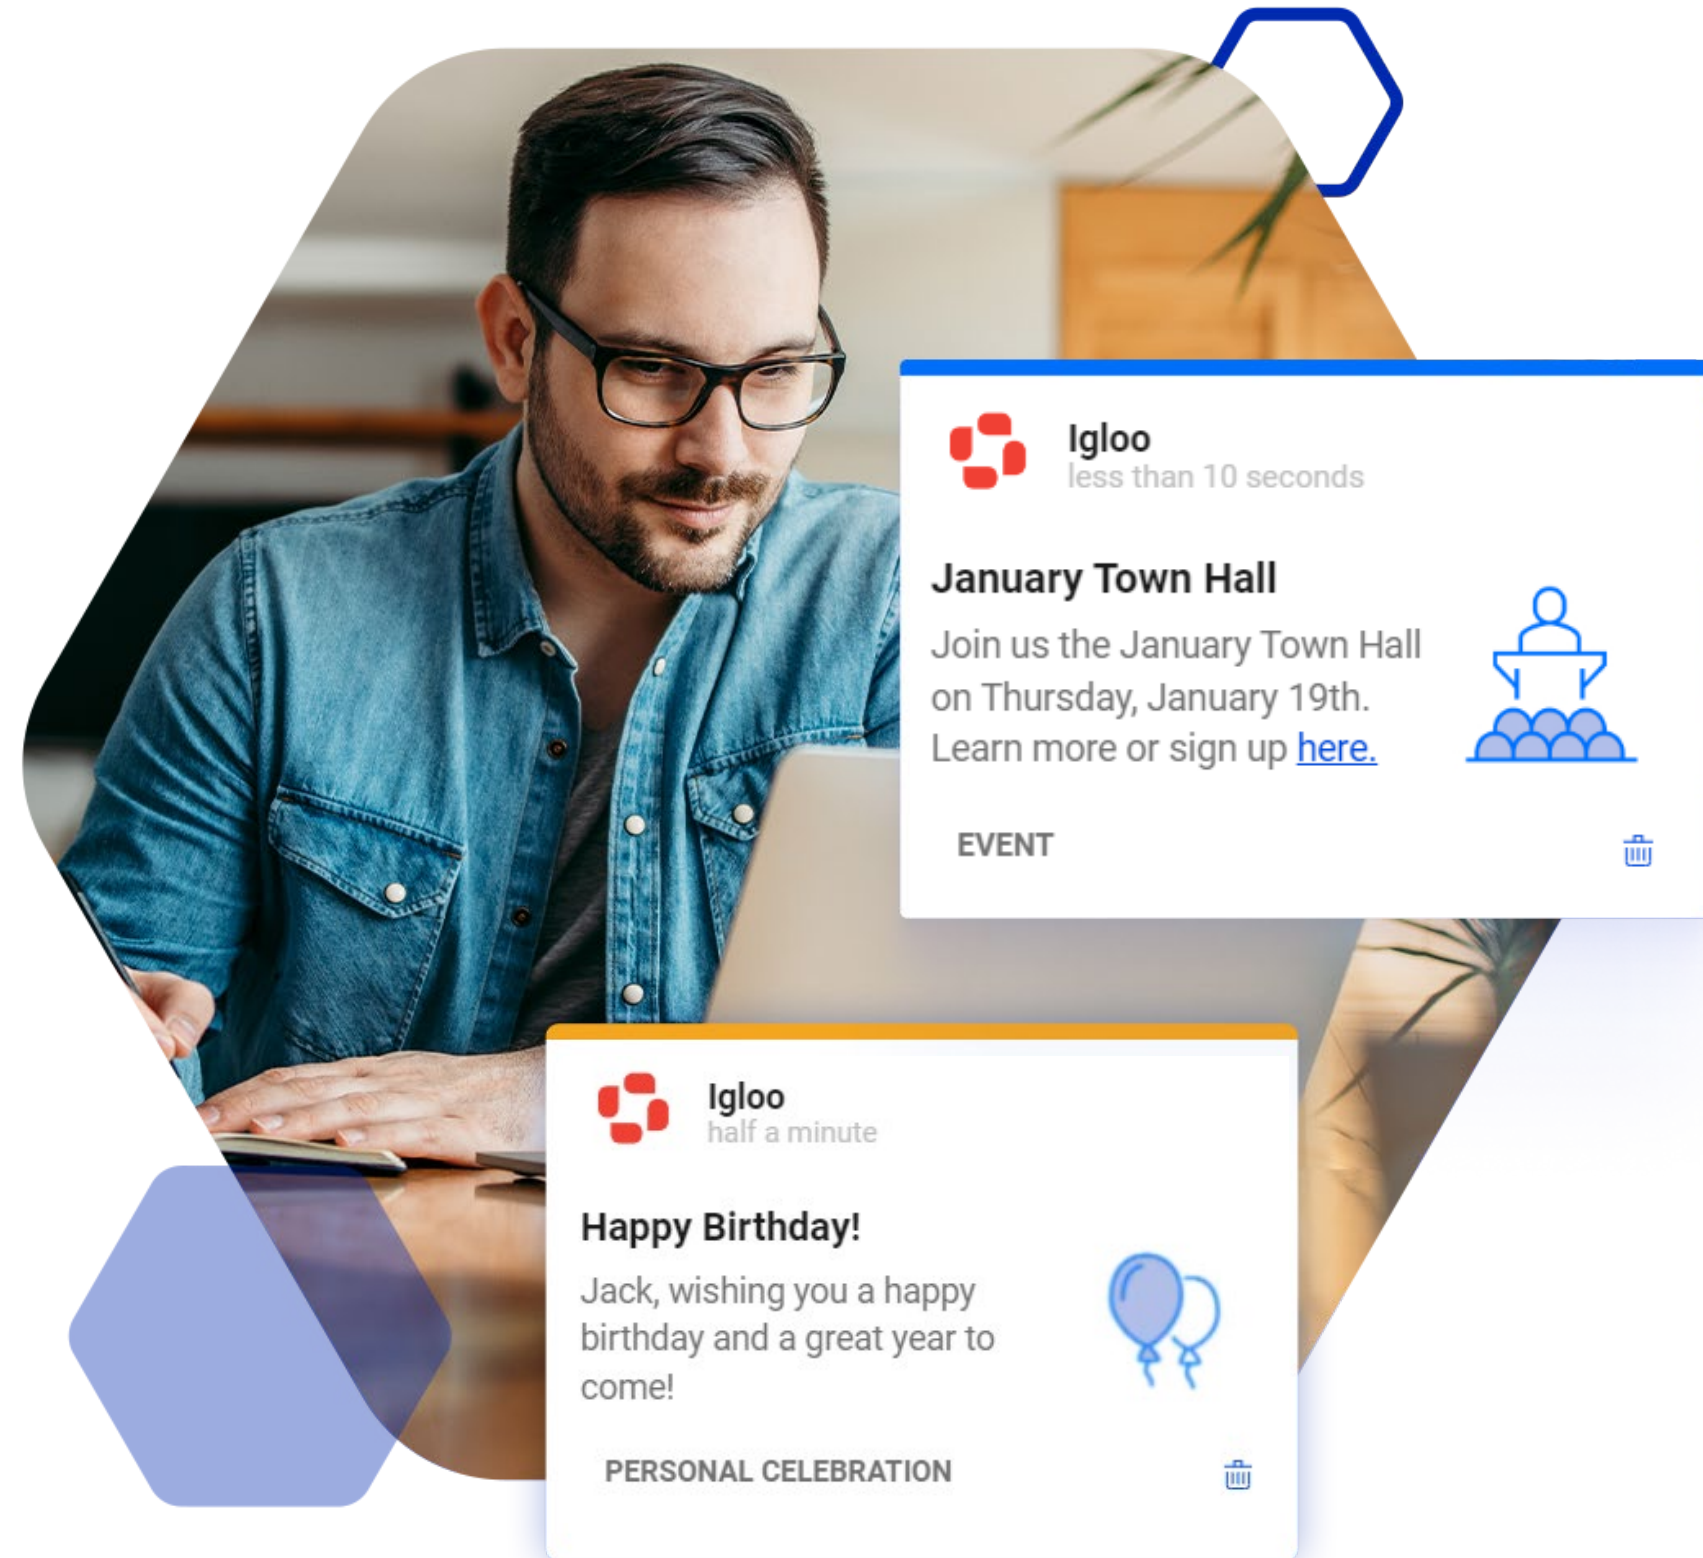 Igloo
less than 10 seconds
January Town Hall
Join us the January Town Hall
on Thursday, January 19th.
Learn more or sign up here.
EVENT
Igloo
half a minute
Happy Birthday!
Jack, wishing you a happy
birthday and a great year to
come!
PERSONAL CELEBRATION